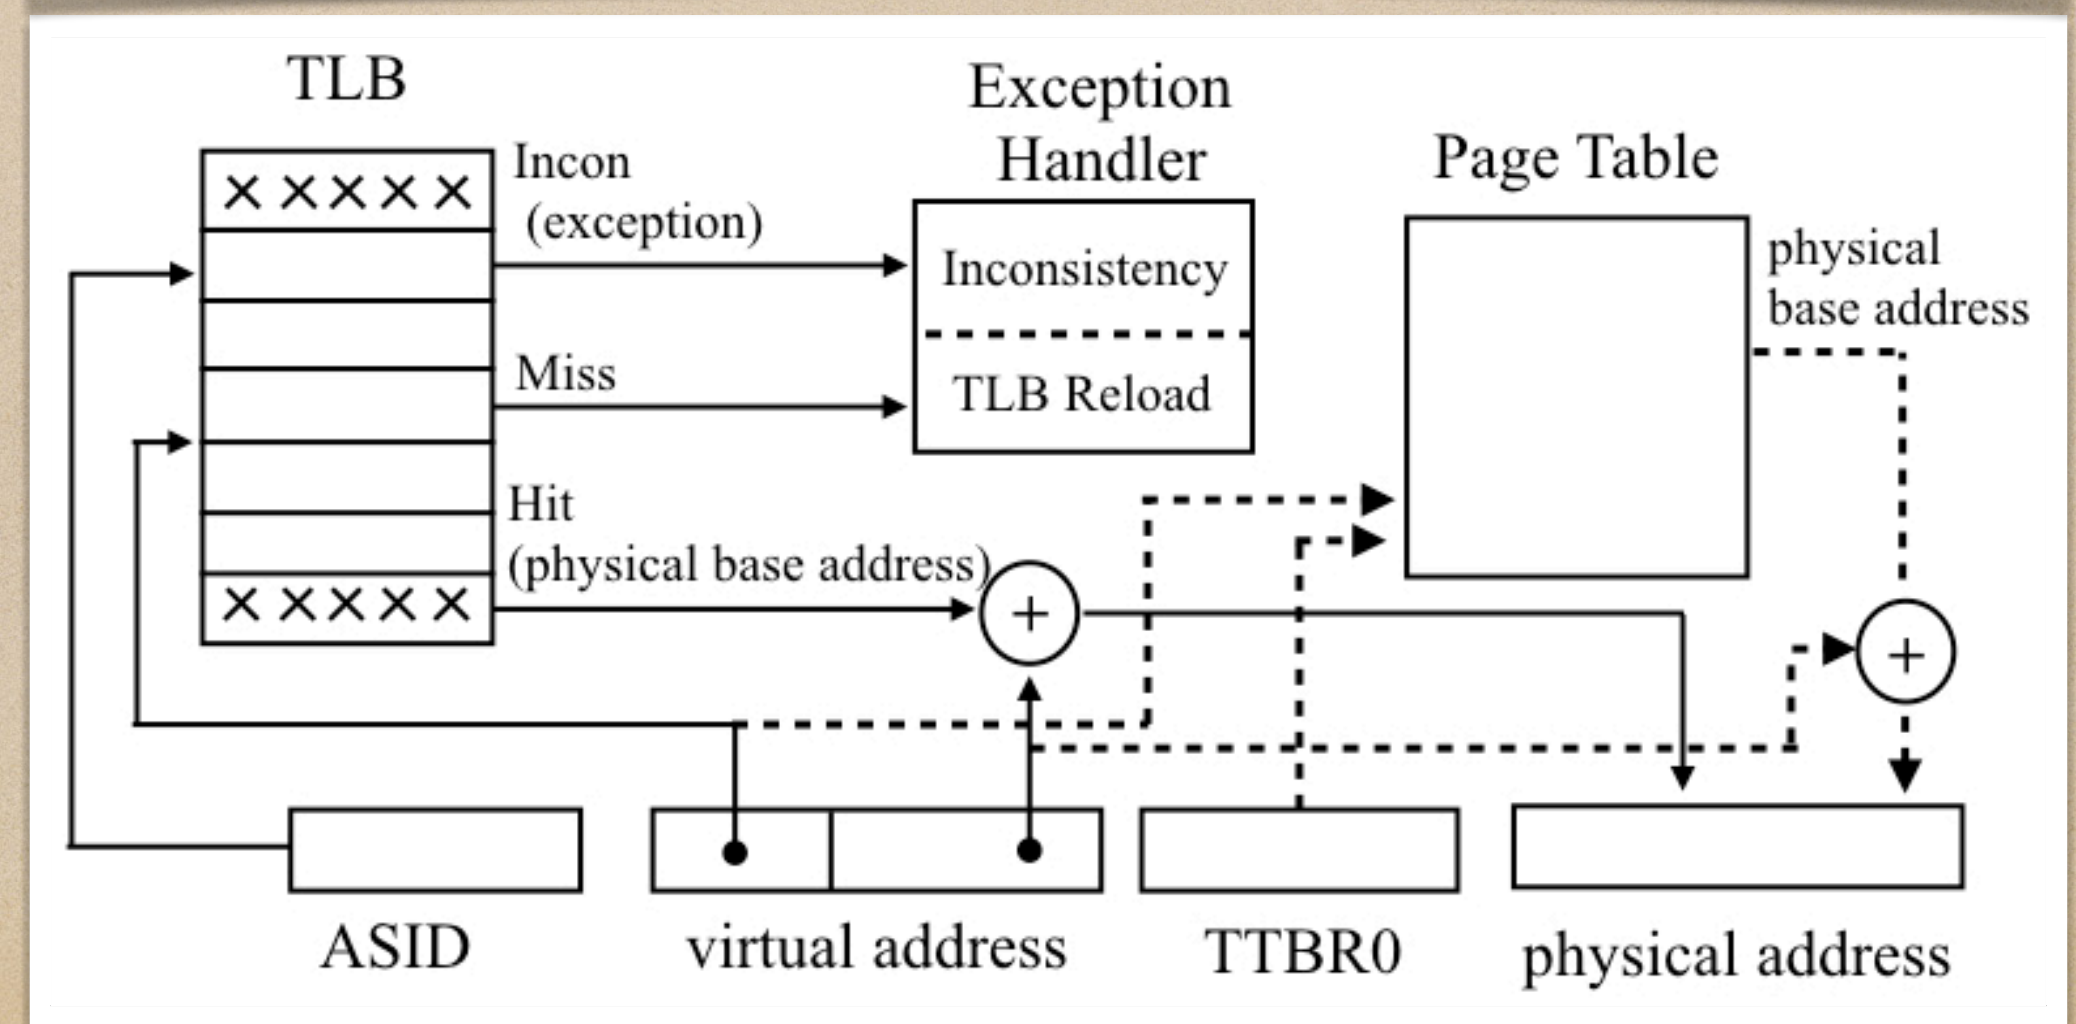 TLB
Exception
Handler
Page Table
× × × × ×
Incon
(exception)
Inconsistency
physical
base address
Miss
TLB Reload
Hit
(physical base address)
× × × × ×
+
+
ASID
virtual address
TTBR0
physical address